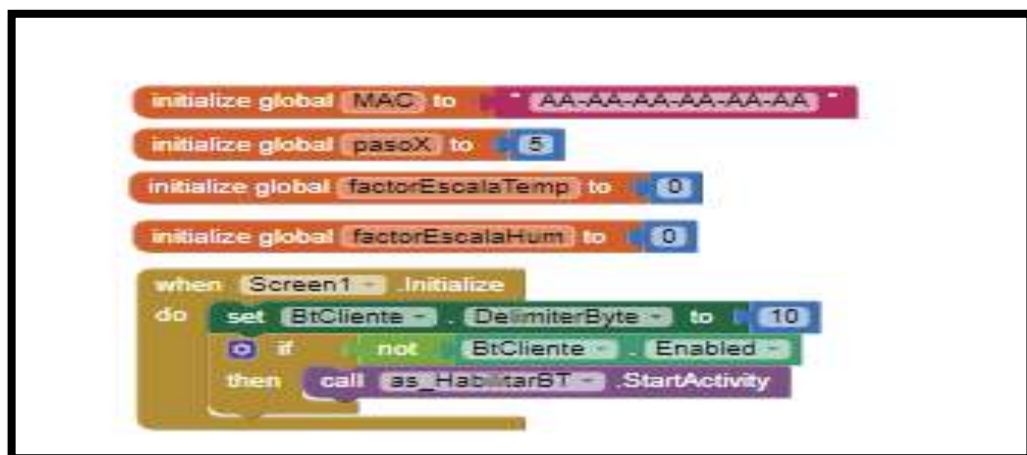 initialize global MAC to " AA-AA-AA-AA-AA-AA "
initialize global pasoX to 5
initialize global factorEscalaTemp to 0
initialize global factorEscalaHum to 0
when Screen1 .Initialize
do set BtCliente . DelimiterByte to 10
if not BtCliente . Enabled
then call as_HabilitarBT .StartActivity